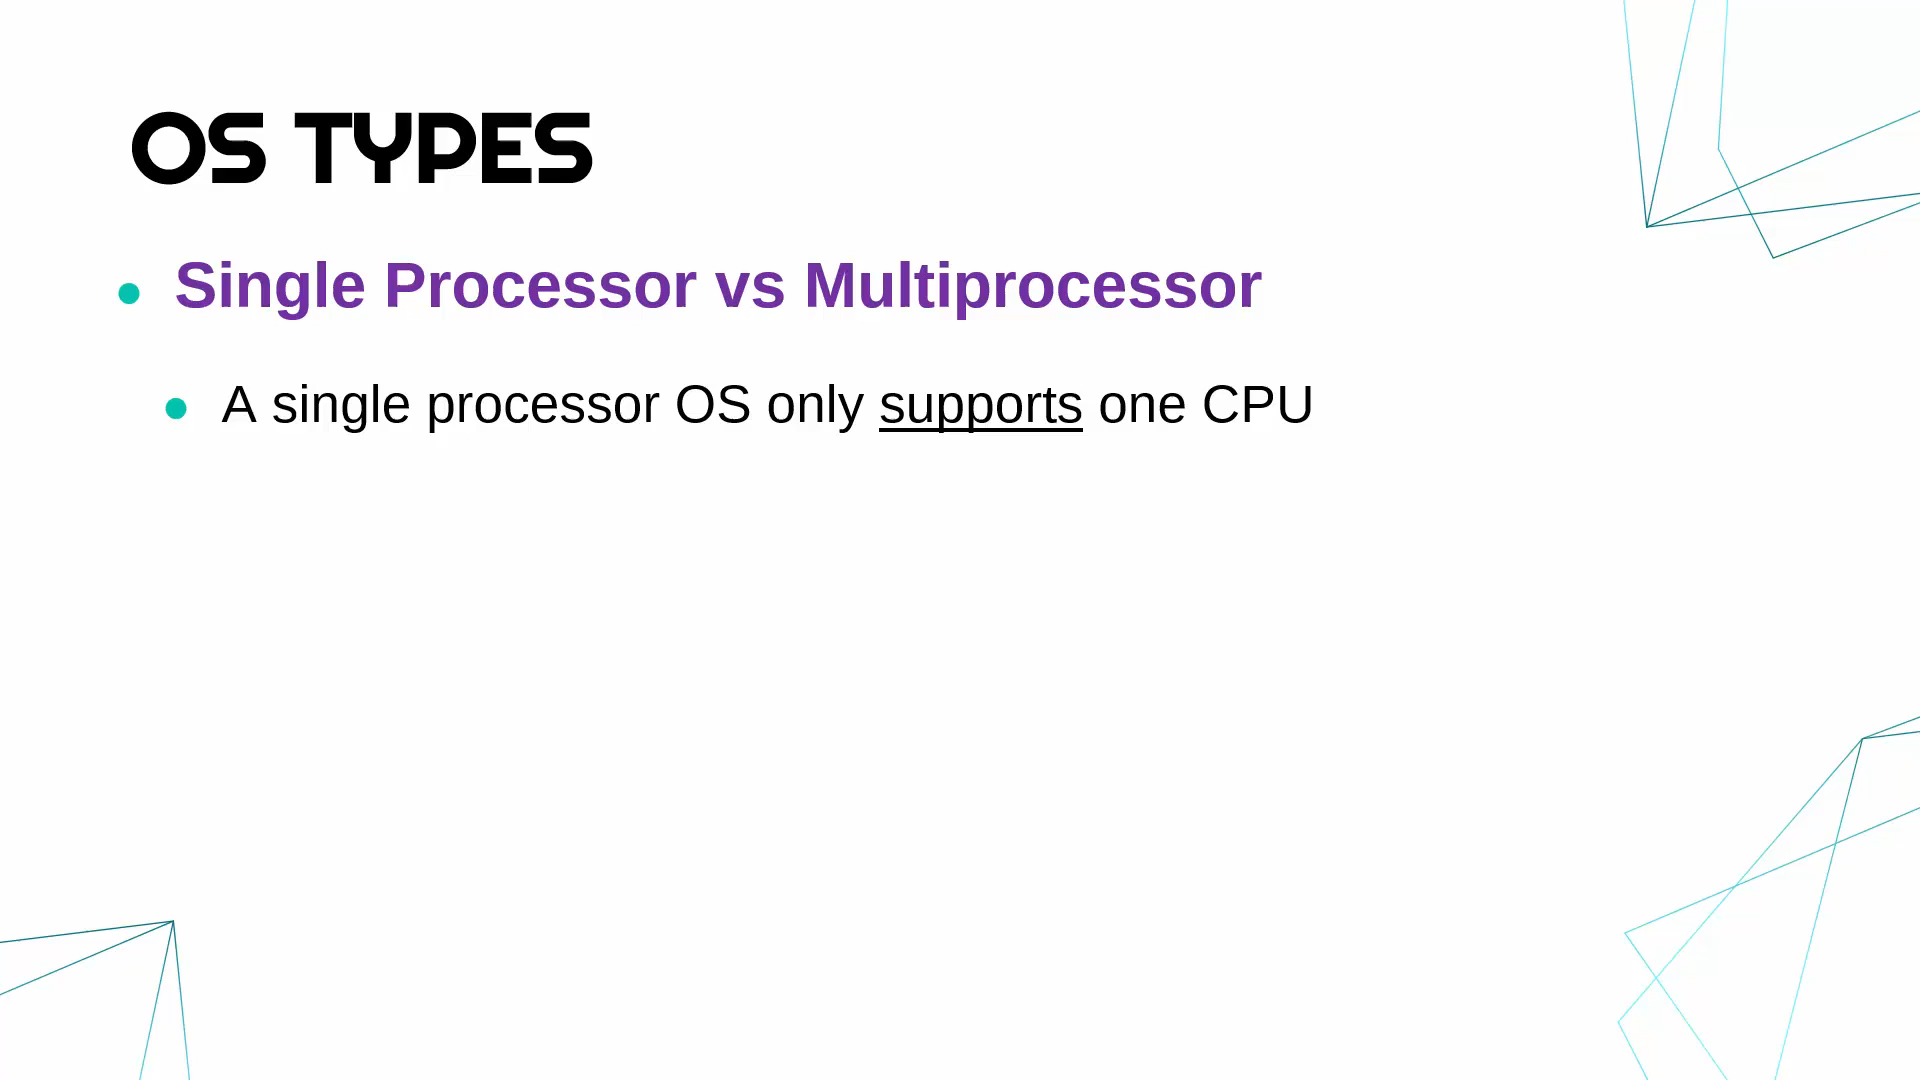 OS TYPES
Single Processor vs Multiprocessor
A single processor OS only supports one CPU